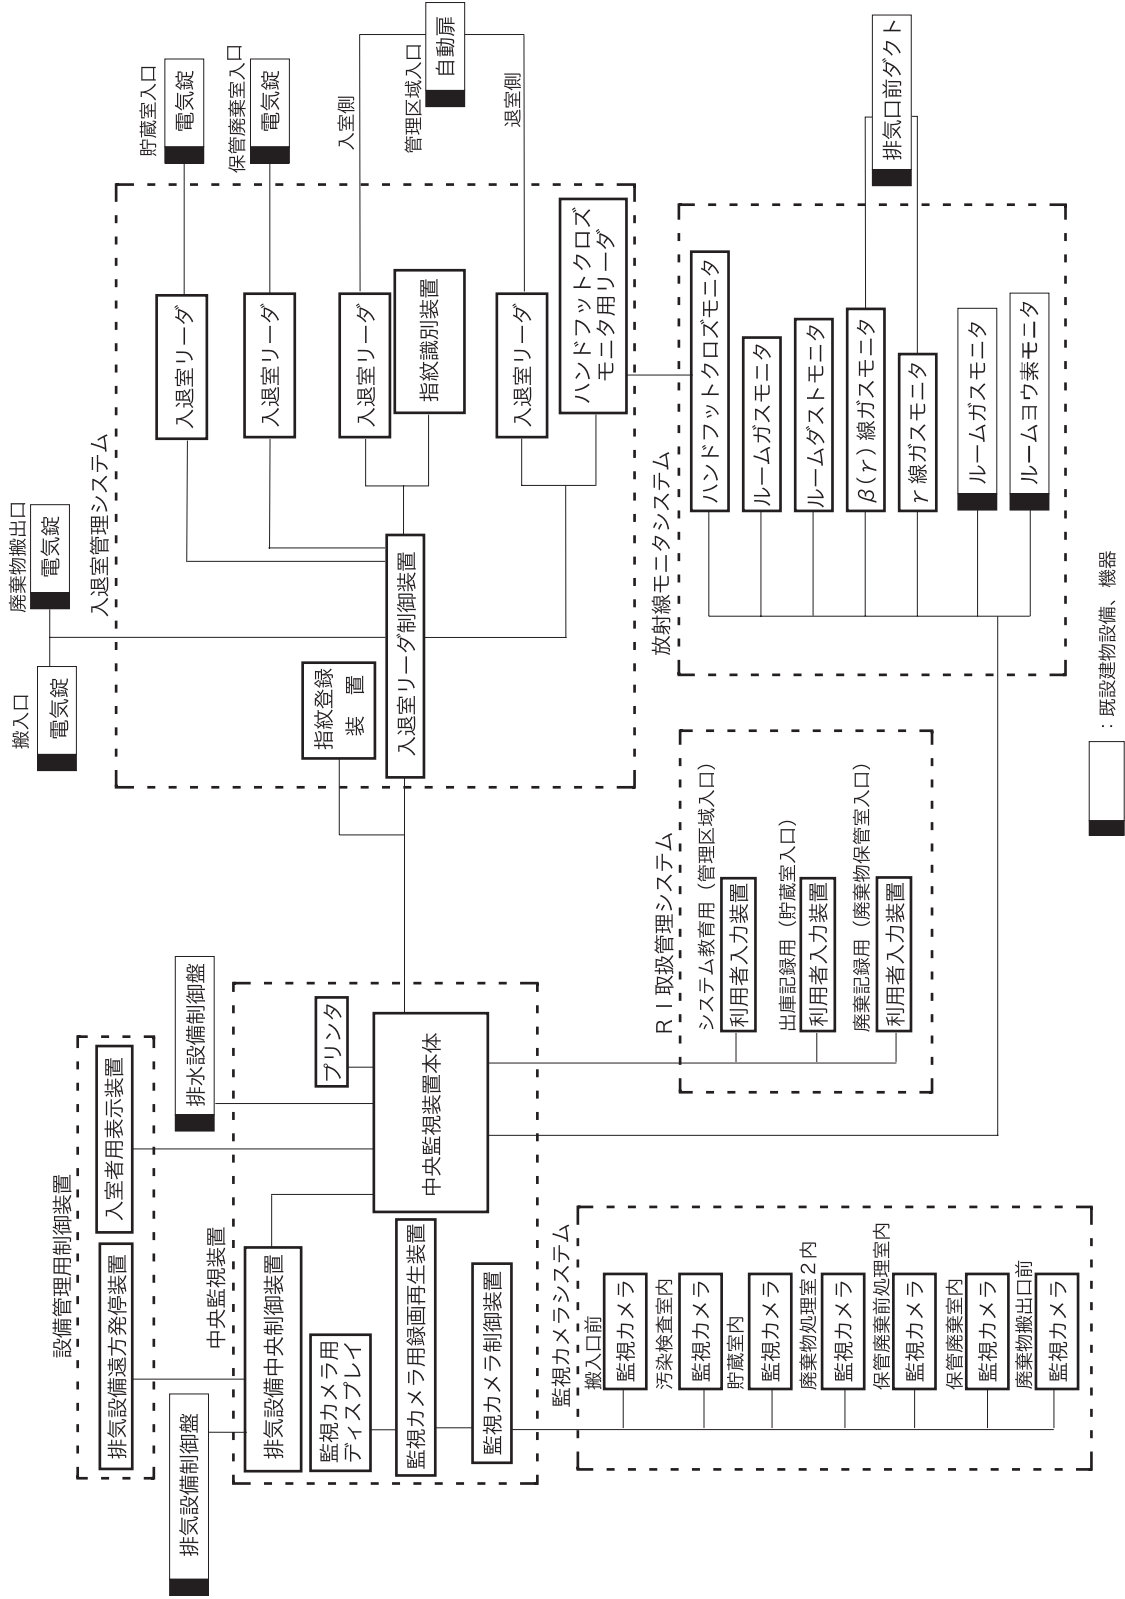 設備管理用制御装置
排気設備遠方発停装置
入室者用表示装置
排気設備制御盤
排水設備制御盤
中央監視装置
排気設備中央制御装置
プリンタ
中央監視装置本体
監視カメラ用
ディスプレイ
監視カメラ用録画再生装置
監視カメラ制御装置
監視カメラシステム
搬入口前
監視カメラ
汚染検査室内
監視カメラ
貯蔵室内
監視カメラ
廃棄物処理室2内
監視カメラ
保管廃棄前処理室内
監視カメラ
保管廃棄室内
監視カメラ
廃棄物搬出口前
監視カメラ
搬入口
電気錠
廃棄物搬出口
電気錠
貯蔵室入口
電気錠
保管廃棄室入口
電気錠
入室側
管理区域入口
自動扉
退室側
入退室管理システム
指紋登録
装 置
入退室リーダ制御装置
入退室リーダ
入退室リーダ
入退室リーダ
指紋識別装置
入退室リーダ
ハンドフットクロズ
モニタ用リーダ
RI取扱管理システム
システム教育用(管理区域入口)
利用者入力装置
出庫記録用(貯蔵室入口)
利用者入力装置
廃棄記録用(廃棄物保管室入口)
利用者入力装置
放射線モニタシステム
ハンドフットクロズモニタ
ルームガスモニタ
ルームダストモニタ
β(γ)線ガスモニタ
γ線ガスモニタ
ルームガスモニタ
ルームヨウ素モニタ
排気口前ダクト
:既設建物設備、機器